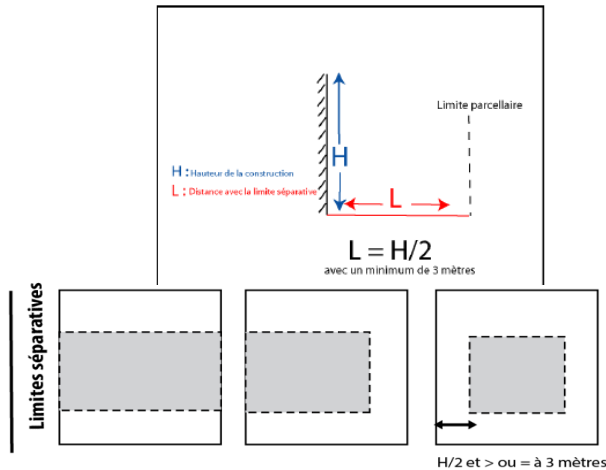 Limite parcellaire
H
H : Hauteur de la construction
L : Distance avec la limite séparative
L
L = H/2
avec un minimum de 3 mètres
Limites séparatives
H/2 et > ou = à 3 mètres